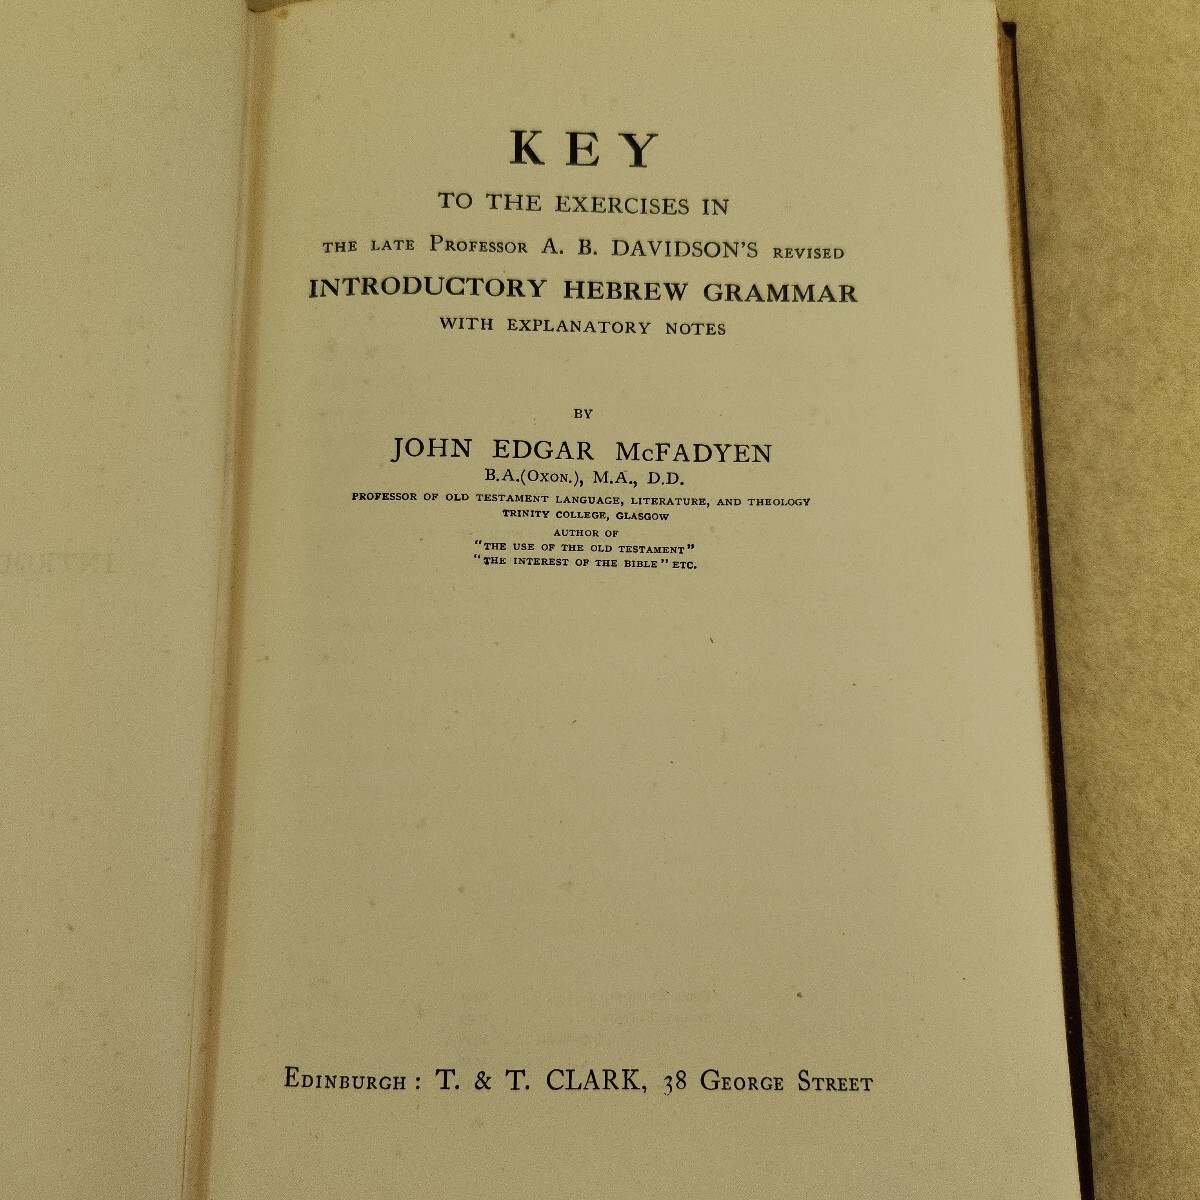 KEY
TO THE EXERCISES IN
THE LATE PROFESSOR A. B. DAVIDSON'S REVISED
INTRODUCTORY HEBREW GRAMMAR
WITH EXPLANATORY NOTES
BY
JOHN EDGAR McFADYEN
B.A.(OXON.), M.A., D.D.
PROFESSOR OF OLD TESTAMENT LANGUAGE, LITERATURE, AND THEOLOGY
TRINITY COLLEGE, GLASGOW
AUTHOR OF
"THE USE OF THE OLD TESTAMENT"
"THE INTEREST OF THE BIBLE" ETC.
EDINBURGH: T. & T. CLARK, 38 GEORGE STREET